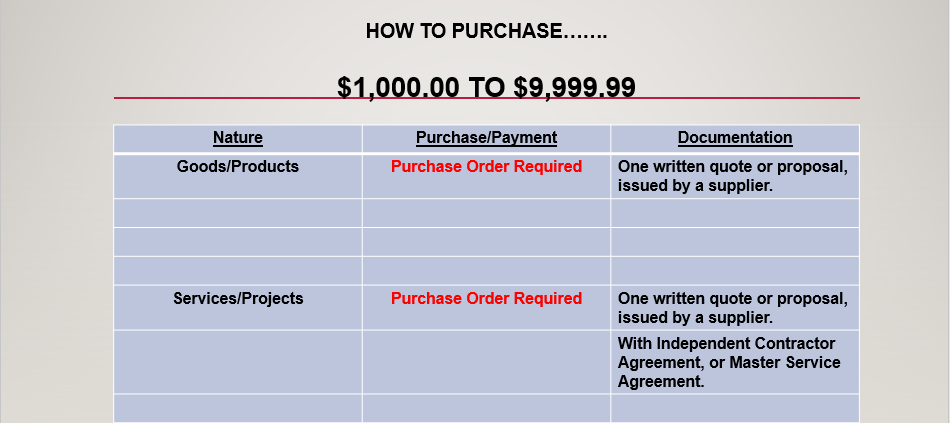 HOW TO PURCHASE…….
$1,000.00 TO $9,999.99
Nature Purchase/Payment Documentation
Goods/Products Purchase Order Required One written quote or proposal,
issued by a supplier.
Services/Projects Purchase Order Required One written quote or proposal,
issued by a supplier.
With Independent Contractor
Agreement, or Master Service
Agreement.